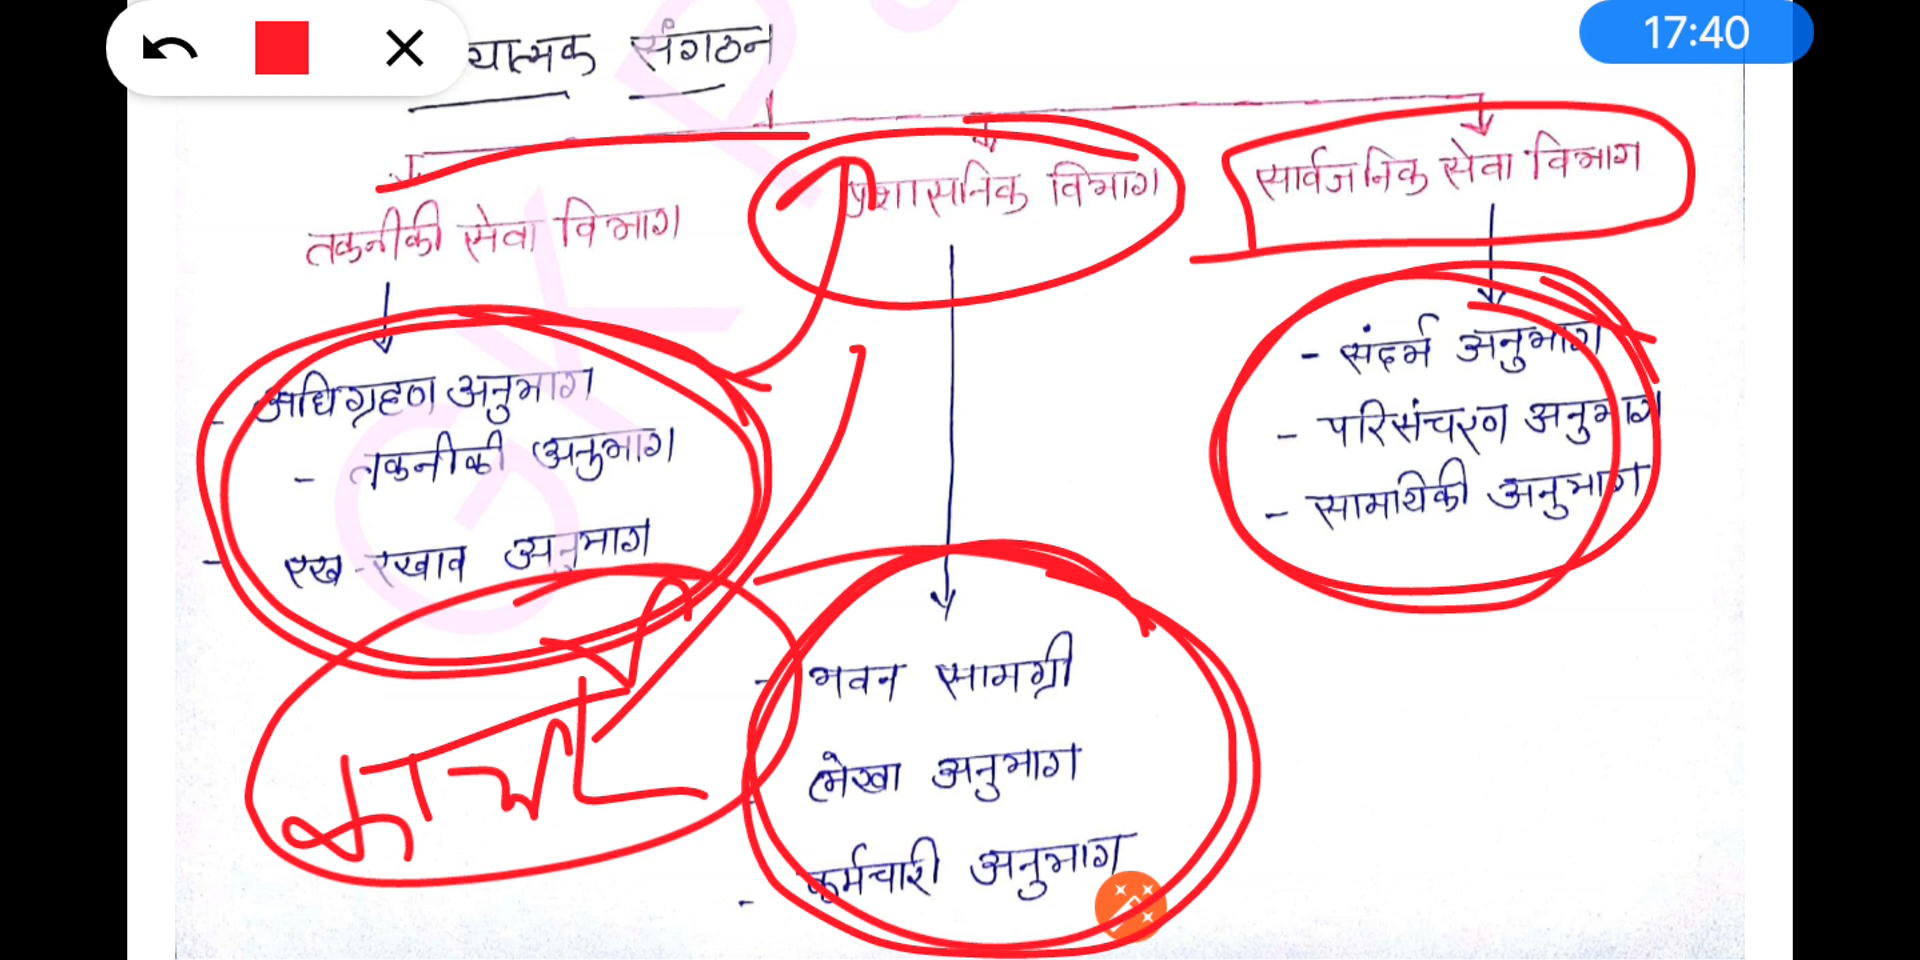 17:40
यात्मक संगठन
तकनीकी सेवा विभाग
प्रशासनिक विभाग
सार्वजनिक सेवा विभाग
- अधिग्रहण अनुभाग
- तकनीकी अनुभाग
- रख-रखाव अनुभाग
- संदर्भ अनुभाग
- परिसंचरण अनुभाग
- सामयिकी अनुभाग
- भवन सामग्री
लेखा अनुभाग
- कर्मचारी अनुभाग